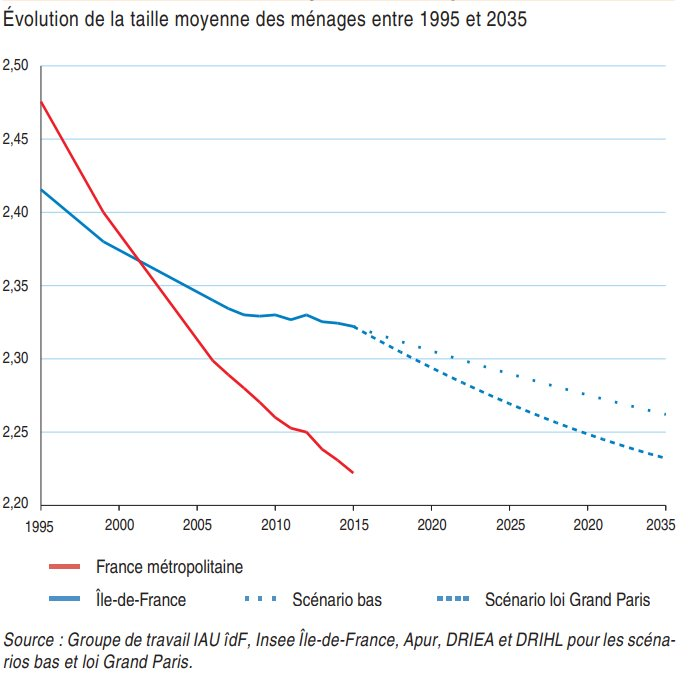 Évolution de la taille moyenne des ménages entre 1995 et 2035
2,50
2,45
2,40
2,35
2,30
2,25
2,20
1995 2000 2005 2010 2015 2020 2025 2020 2035
France métropolitaine
Île-de-France Scénario bas Scénario loi Grand Paris
Source : Groupe de travail IAU îdF, Insee Île-de-France, Apur, DRIEA et DRIHL pour les scéna-
rios bas et loi Grand Paris.